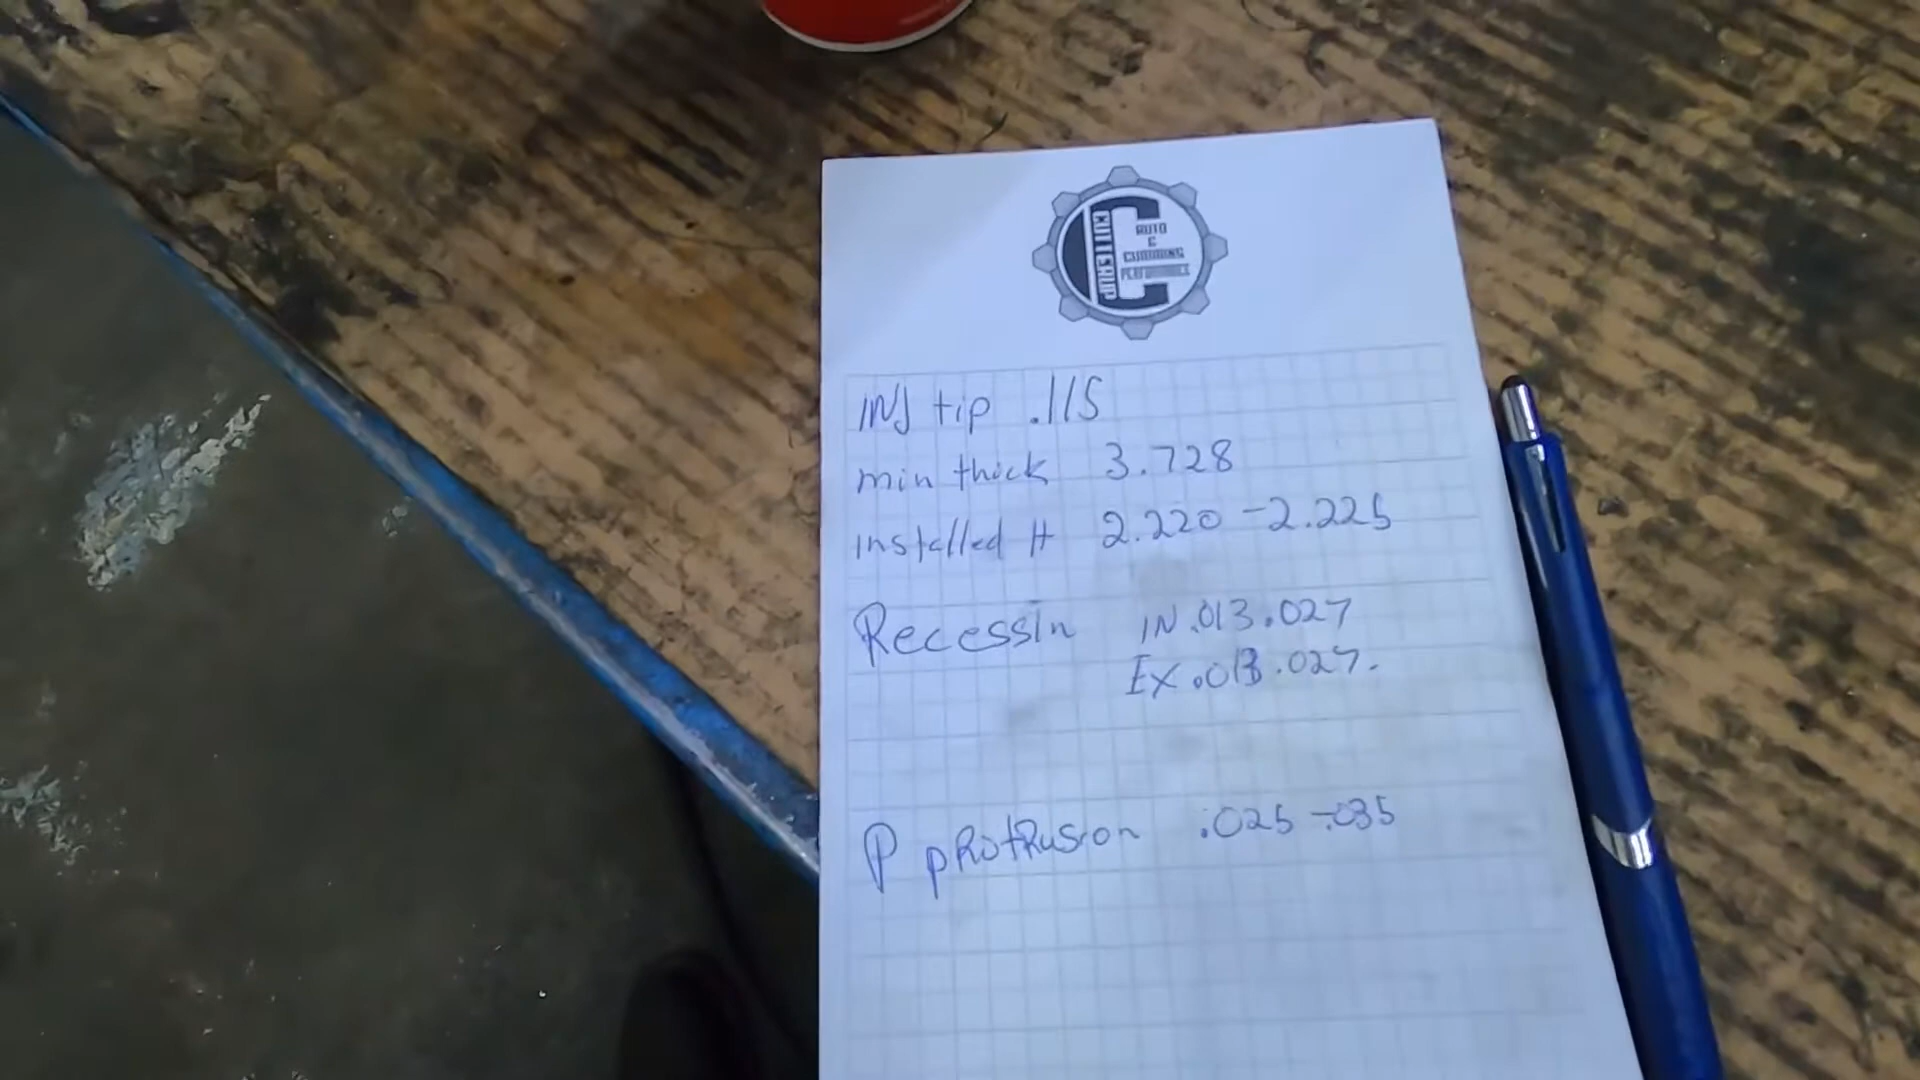 CUTTERUP
AUTO
&
CUMMINS
PERFORMANCE
INJ tip .115
min thick 3.728
installed H 2.220 - 2.225
Recessin IN .013 .027
EX .013 .027.
P pRotRusion .025 - .035